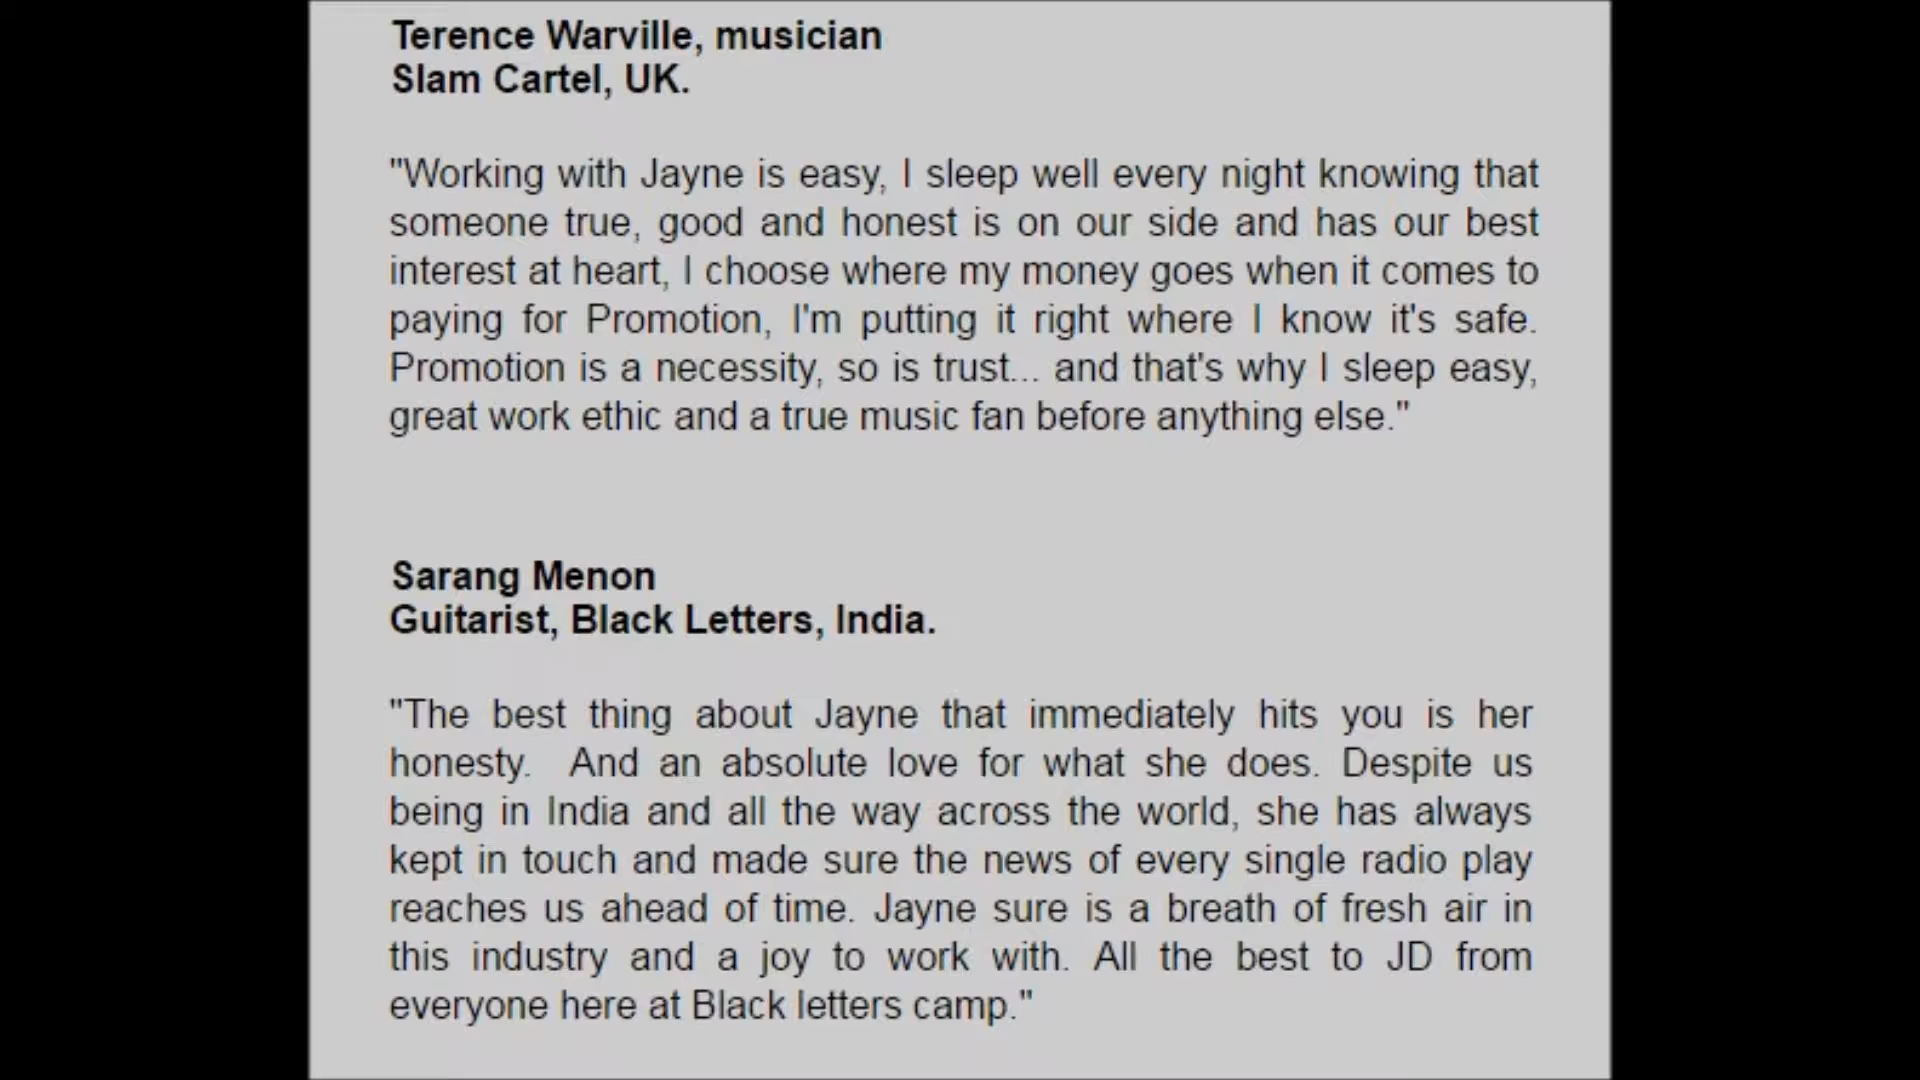 Terence Warville, musician
Slam Cartel, UK.
"Working with Jayne is easy, I sleep well every night knowing that
someone true, good and honest is on our side and has our best
interest at heart, I choose where my money goes when it comes to
paying for Promotion, I'm putting it right where I know it's safe.
Promotion is a necessity, so is trust... and that's why I sleep easy,
great work ethic and a true music fan before anything else."
Sarang Menon
Guitarist, Black Letters, India.
"The best thing about Jayne that immediately hits you is her
honesty.  And an absolute love for what she does. Despite us
being in India and all the way across the world, she has always
kept in touch and made sure the news of every single radio play
reaches us ahead of time. Jayne sure is a breath of fresh air in
this industry and a joy to work with. All the best to JD from
everyone here at Black letters camp."